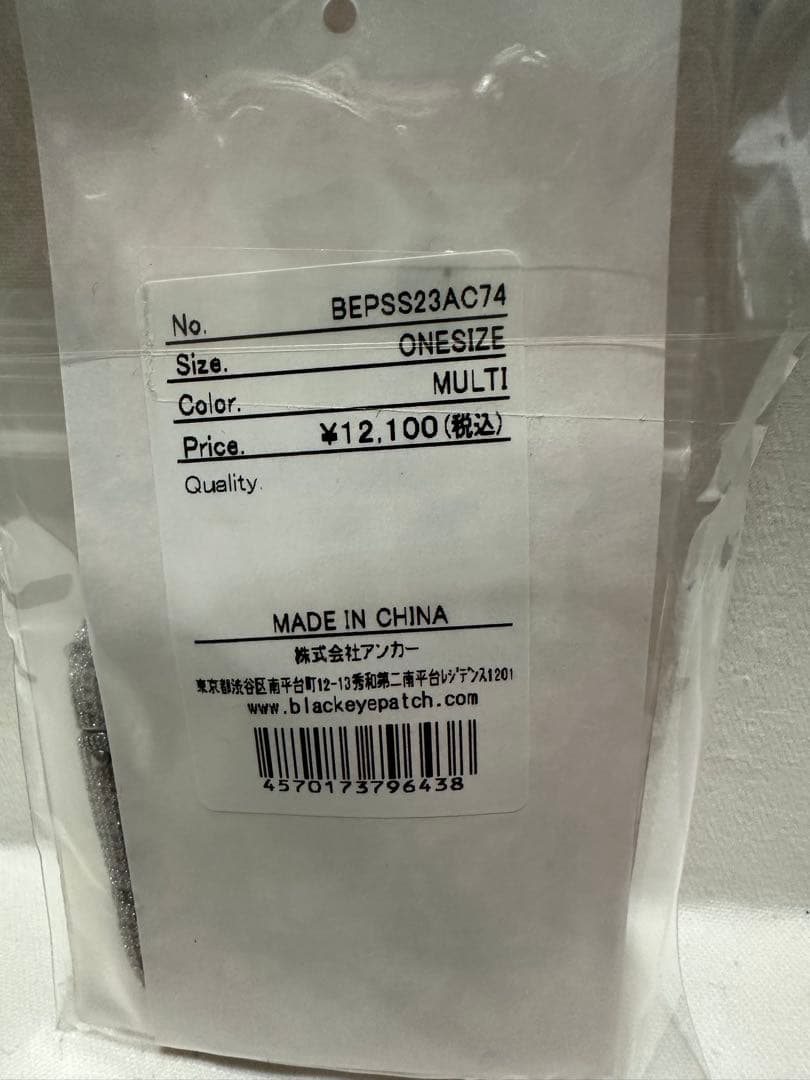 No. BEPSS23AC74
Size. ONESIZE
Color. MULTI
Price. ¥12,100(税込)
Quality.
MADE IN CHINA
株式会社アンカー
東京都渋谷区南平台町12-13秀和第二南平台ﾚｼﾞﾃﾞﾝｽ1201
www.blackeyepatch.com
4570173796438